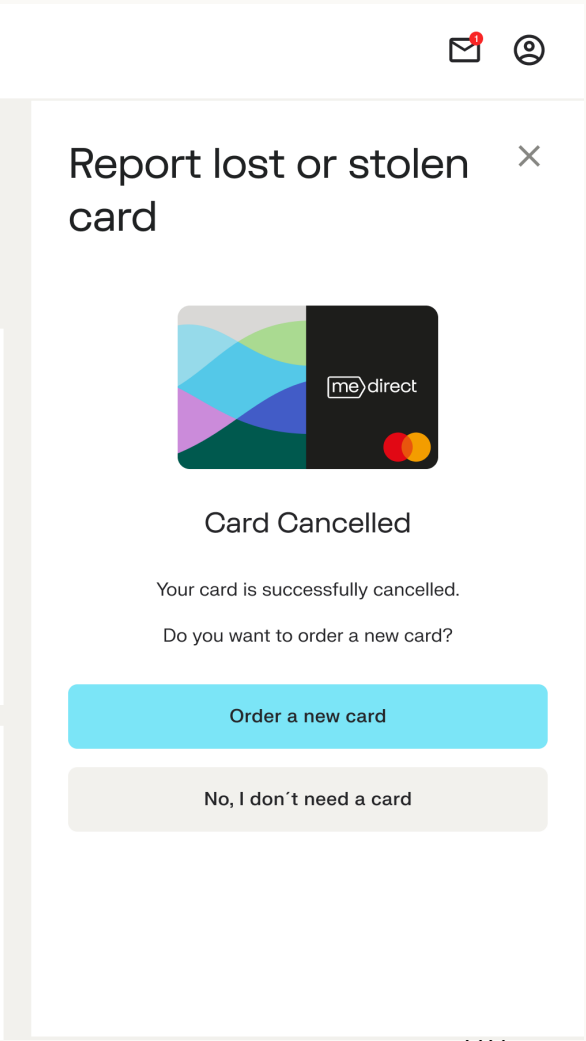 1
Report lost or stolen
card
me direct
Card Cancelled
Your card is successfully cancelled.
Do you want to order a new card?
Order a new card
No, I don´t need a card